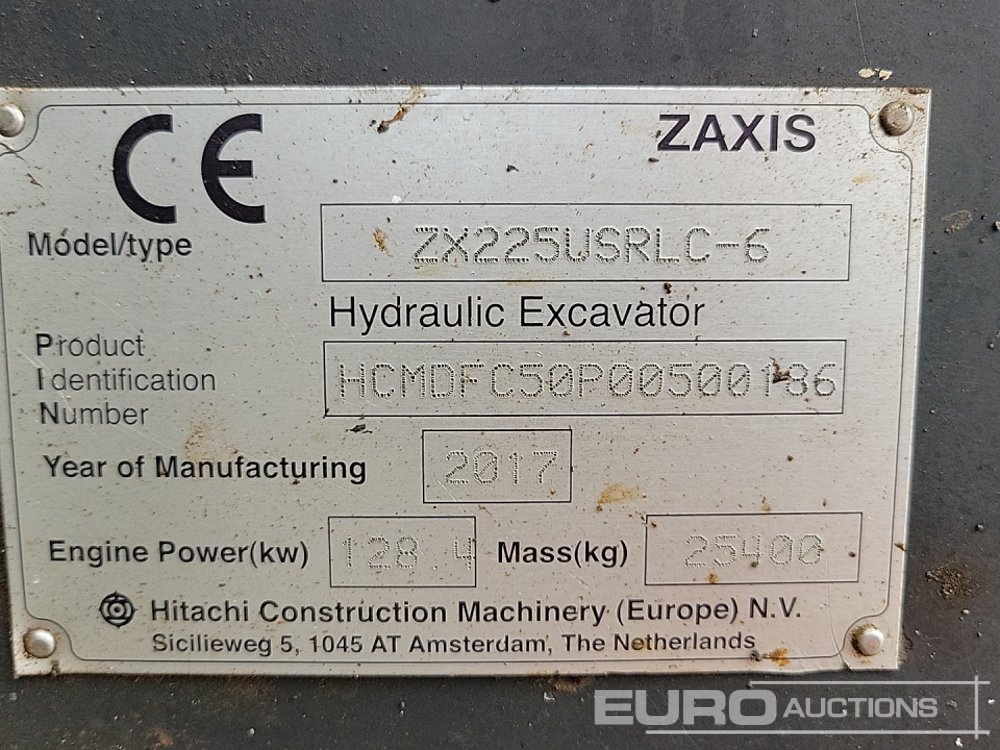 CE ZAXIS
Model/type ZX225USRLC-6
Hydraulic Excavator
Product
Identification HCMDFC50P00500186
Number
Year of Manufacturing 2017
Engine Power(kw) 128.4 Mass(kg) 25400
Hitachi Construction Machinery (Europe) N.V.
Sicilieweg 5, 1045 AT Amsterdam, The Netherlands
EURO AUCTIONS